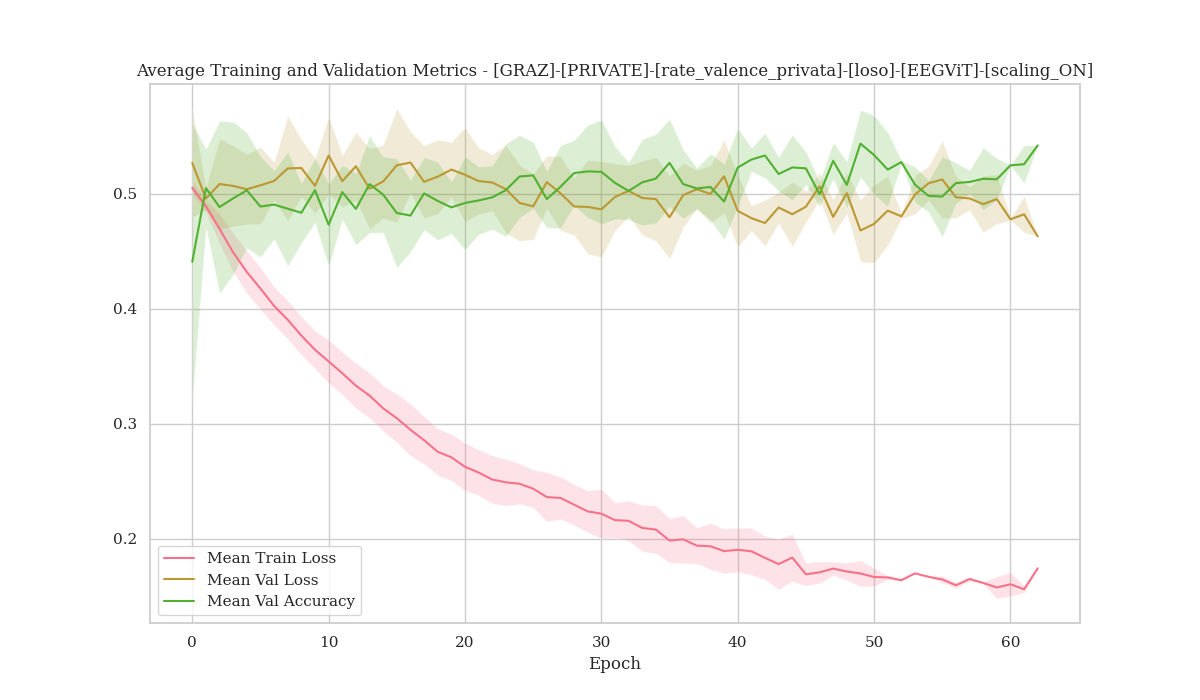 Average Training and Validation Metrics - [GRAZ]-[PRIVATE]-[rate_valence_privata]-[loso]-[EEGViT]-[scaling_ON]
0.5
0.4
0.3
0.2
Mean Train Loss
Mean Val Loss
Mean Val Accuracy
0 10 20 30 40 50 60
Epoch